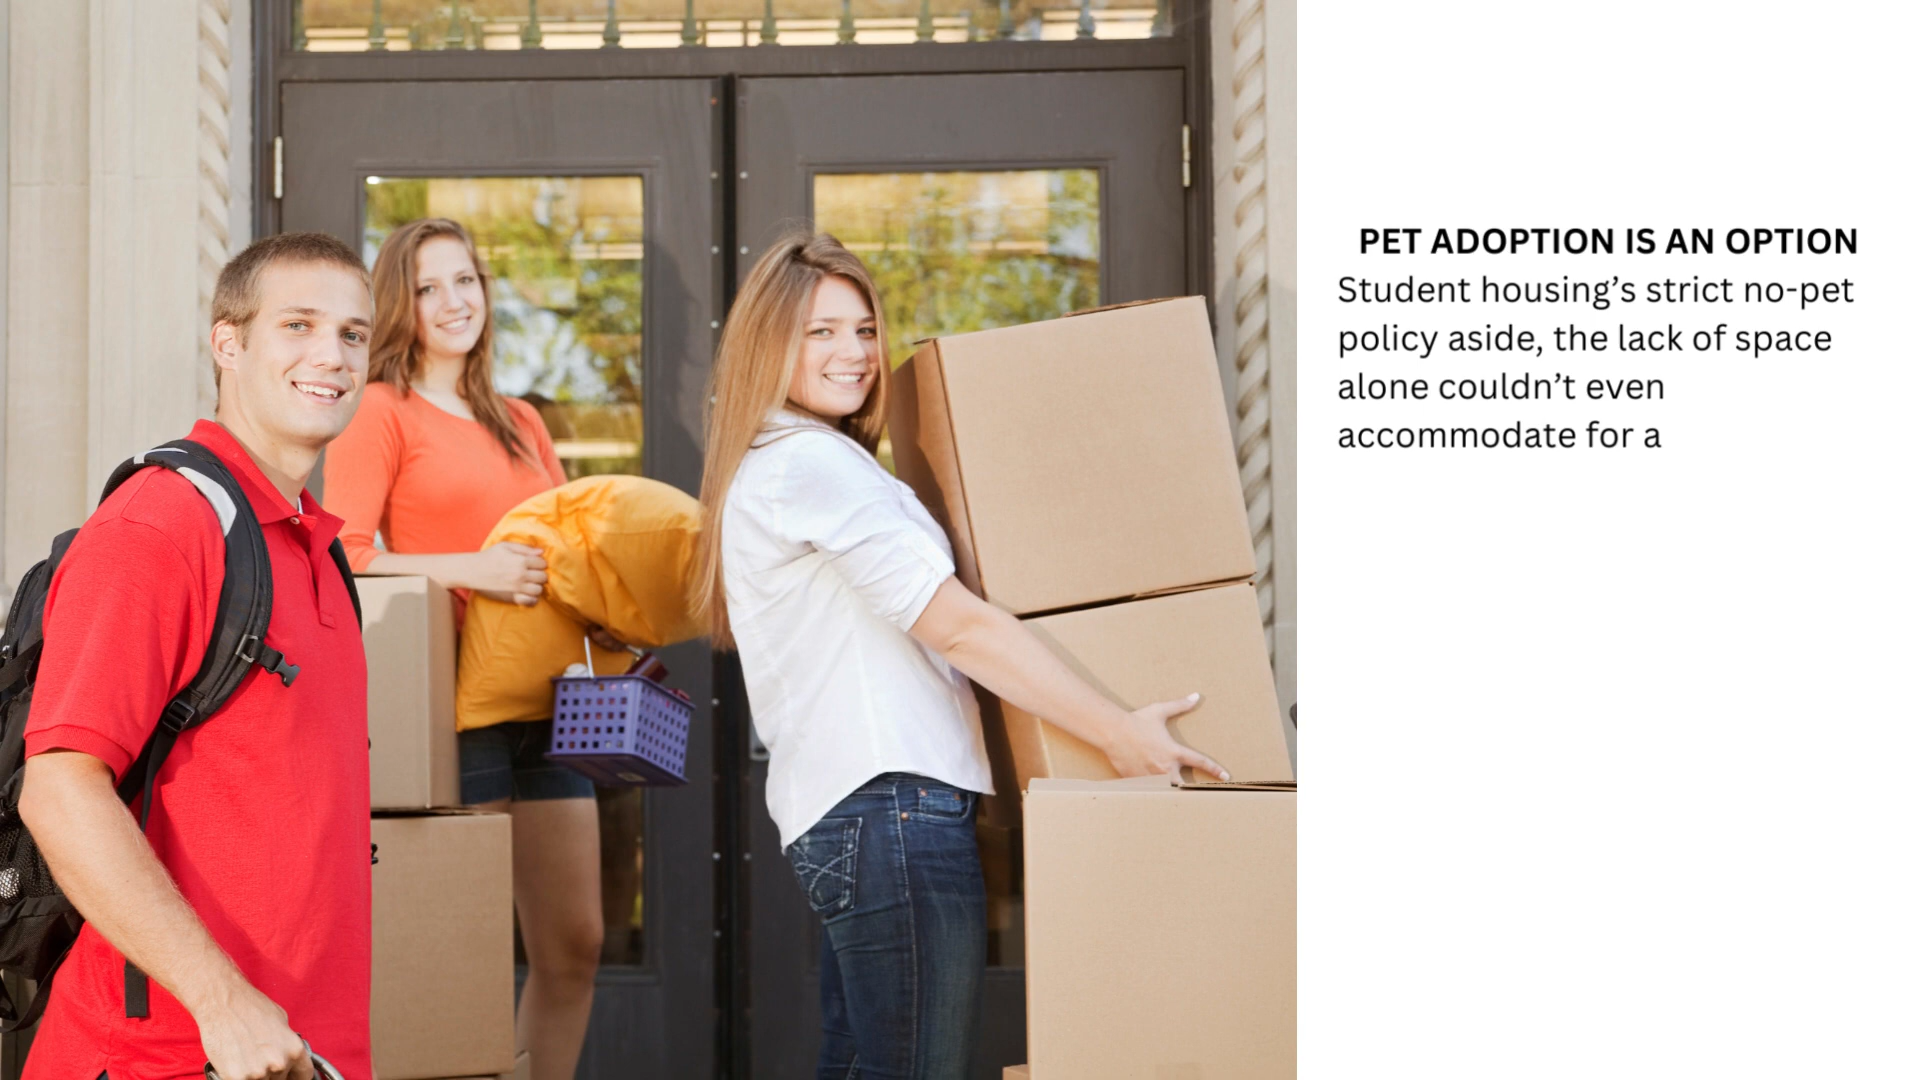 PET ADOPTION IS AN OPTION
Student housing’s strict no-pet
policy aside, the lack of space
alone couldn’t even
accommodate for a